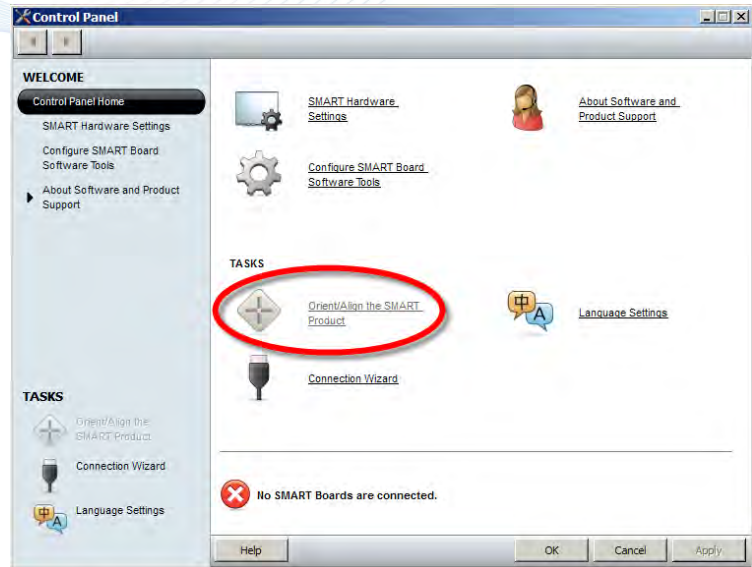 Control Panel
WELCOME
Control Panel Home
SMART Hardware Settings
Configure SMART Board
Software Tools
About Software and Product
Support
TASKS
Orient/Align the
SMART Product
Connection Wizard
中
A
Language Settings
SMART Hardware
Settings
About Software and
Product Support
Configure SMART Board
Software Tools
TASKS
Orient/Align the SMART
Product
中
A
Language Settings
Connection Wizard
No SMART Boards are connected.
Help
OK
Cancel
Apply